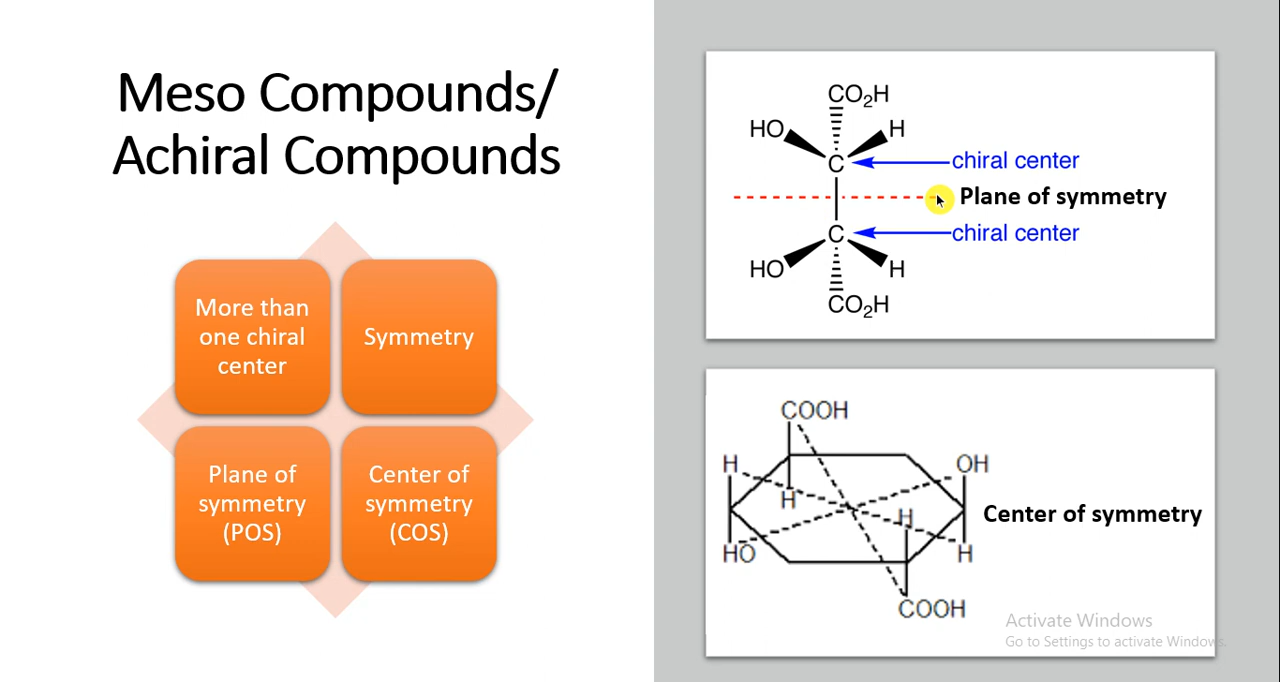 Meso Compounds/
Achiral Compounds
More than
one chiral
center
Symmetry
Plane of
symmetry
(POS)
Center of
symmetry
(COS)
CO₂H
HO H
C chiral center
Plane of symmetry
C chiral center
HO H
CO₂H
COOH
H OH
H H
Center of symmetry
HO H
COOH
Activate Windows
Go to Settings to activate Windows.